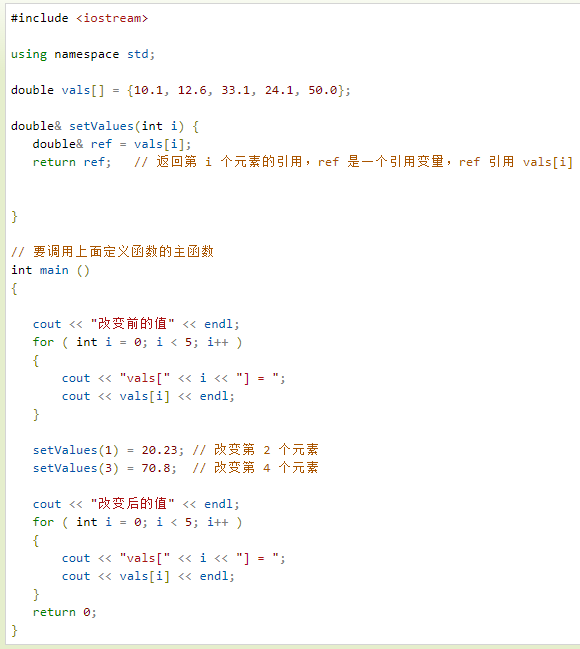 #include <iostream>
using namespace std;
double vals[] = {10.1, 12.6, 33.1, 24.1, 50.0};
double& setValues(int i) {
   double& ref = vals[i];
   return ref;   // 返回第 i 个元素的引用，ref 是一个引用变量，ref 引用 vals[i]
}
// 要调用上面定义函数的主函数
int main ()
{
   cout << "改变前的值" << endl;
   for ( int i = 0; i < 5; i++ )
   {
       cout << "vals[" << i << "] = ";
       cout << vals[i] << endl;
   }
   setValues(1) = 20.23; // 改变第 2 个元素
   setValues(3) = 70.8;  // 改变第 4 个元素
   cout << "改变后的值" << endl;
   for ( int i = 0; i < 5; i++ )
   {
       cout << "vals[" << i << "] = ";
       cout << vals[i] << endl;
   }
   return 0;
}